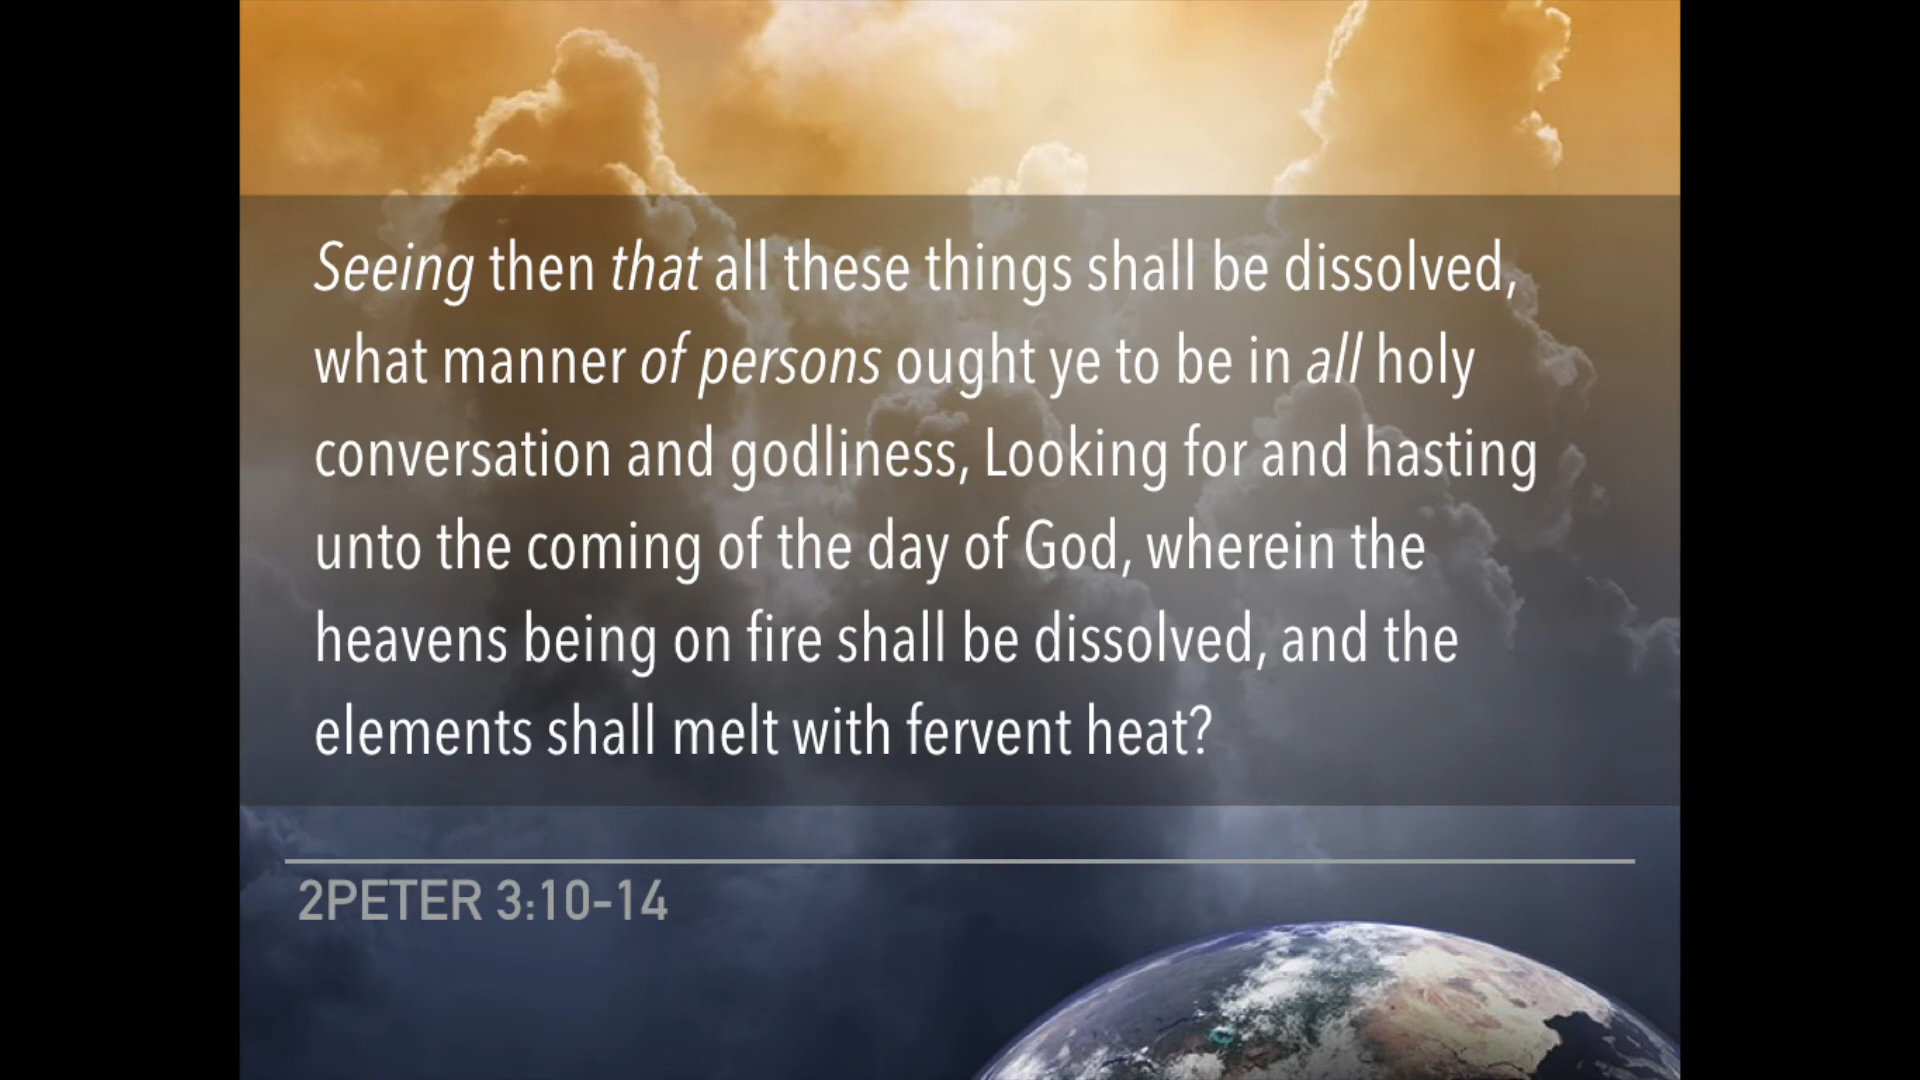 Seeing then that all these things shall be dissolved,
what manner of persons ought ye to be in all holy
conversation and godliness, Looking for and hasting
unto the coming of the day of God, wherein the
heavens being on fire shall be dissolved, and the
elements shall melt with fervent heat?
2PETER 3:10-14